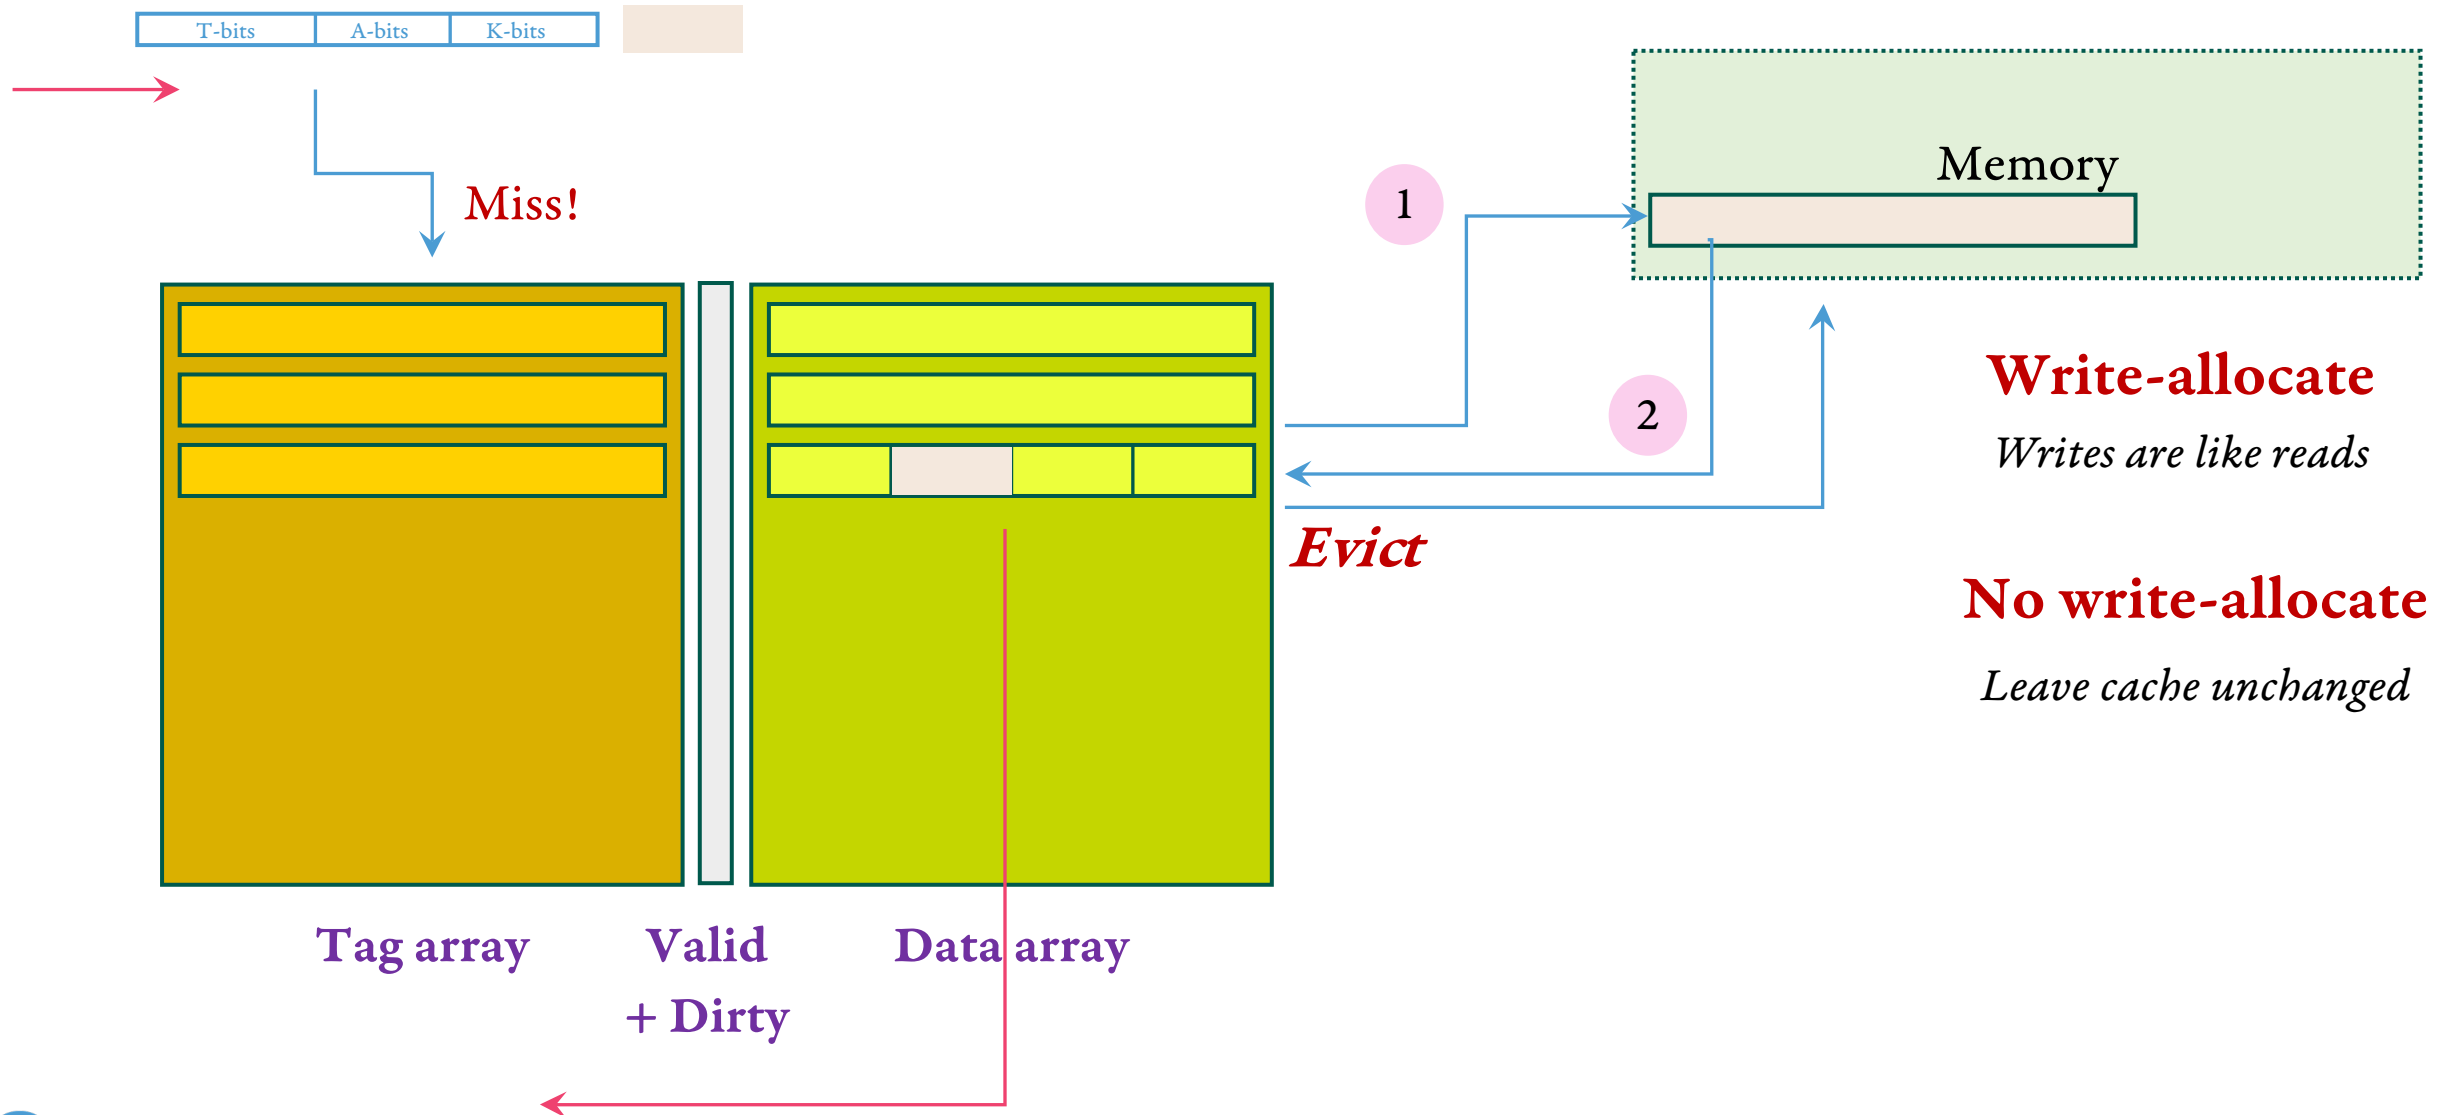 T-bits A-bits K-bits
Memory
Miss!
1
Write-allocate
2
Writes are like reads
Evict
No write-allocate
Leave cache unchanged
Tag array Valid Data array
+ Dirty